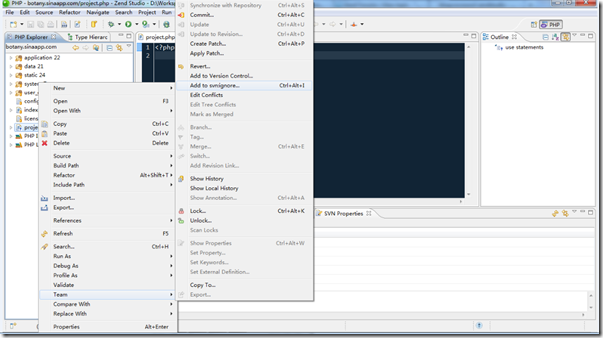 PHP - botany.sinaapp.com/project.php - Zend Studio - D:\Works
File Edit Source Refactor Navigate Search Project Run
PHP
PHP Explorer Type Hierarc
botany.sinaapp.com
application 22
data 21
static 24
system
user_
config
index
license
project
PHP
PHP
project.php
<?php
1
2
Outline
use statements
New
Open F3
Open With
Copy Ctrl+C
Paste Ctrl+V
Delete Delete
Source
Build Path
Refactor Alt+Shift+T
Include Path
Import...
Export...
References
Refresh F5
Search... Ctrl+H
Run As
Debug As
Profile As
Validate
Team
Compare With
Replace With
Properties Alt+Enter
Synchronize with Repository Ctrl+Alt+S
Commit... Ctrl+Alt+C
Update Ctrl+Alt+U
Update to Revision... Ctrl+Alt+D
Create Patch... Ctrl+Alt+P
Apply Patch...
Revert...
Add to Version Control...
Add to svn:ignore... Ctrl+Alt+I
Edit Conflicts
Edit Tree Conflicts
Mark as Merged
Branch...
Tag...
Merge... Ctrl+Alt+E
Switch...
Add Revision Link...
Show History
Show Local History
Show Annotation... Ctrl+Alt+A
Lock... Ctrl+Alt+K
Unlock...
Scan Locks
Show Properties Ctrl+Alt+W
Set Property...
Set Keywords...
Set External Definition...
Copy To...
Export...
SVN Properties